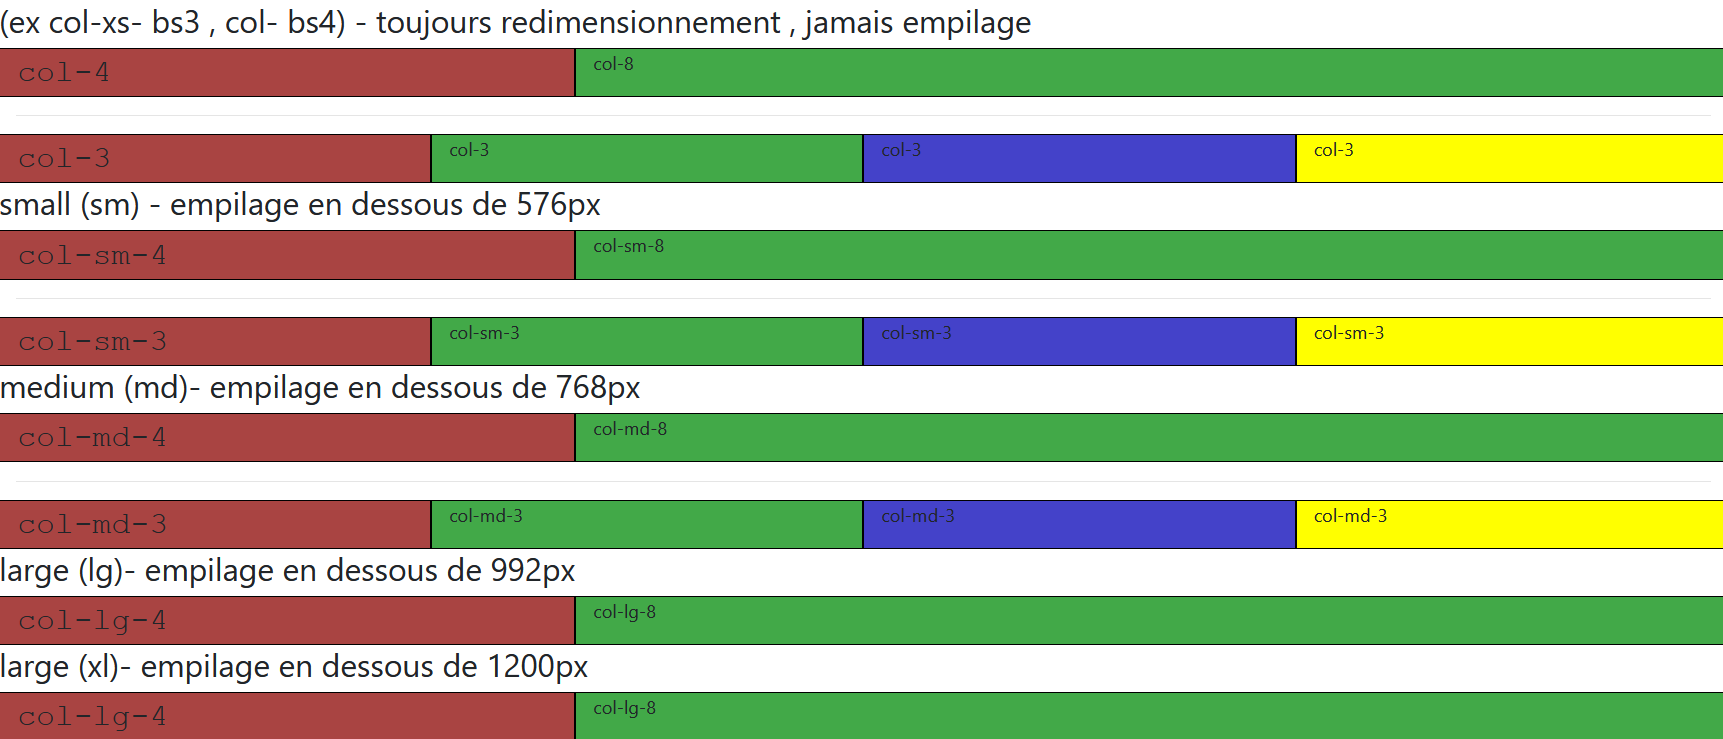 (ex col-xs- bs3 , col- bs4) - toujours redimensionnement , jamais empilage
col-4 col-8
col-3 col-3 col-3 col-3
small (sm) - empilage en dessous de 576px
col-sm-4 col-sm-8
col-sm-3 col-sm-3 col-sm-3 col-sm-3
medium (md)- empilage en dessous de 768px
col-md-4 col-md-8
col-md-3 col-md-3 col-md-3 col-md-3
large (lg)- empilage en dessous de 992px
col-lg-4 col-lg-8
large (xl)- empilage en dessous de 1200px
col-lg-4 col-lg-8